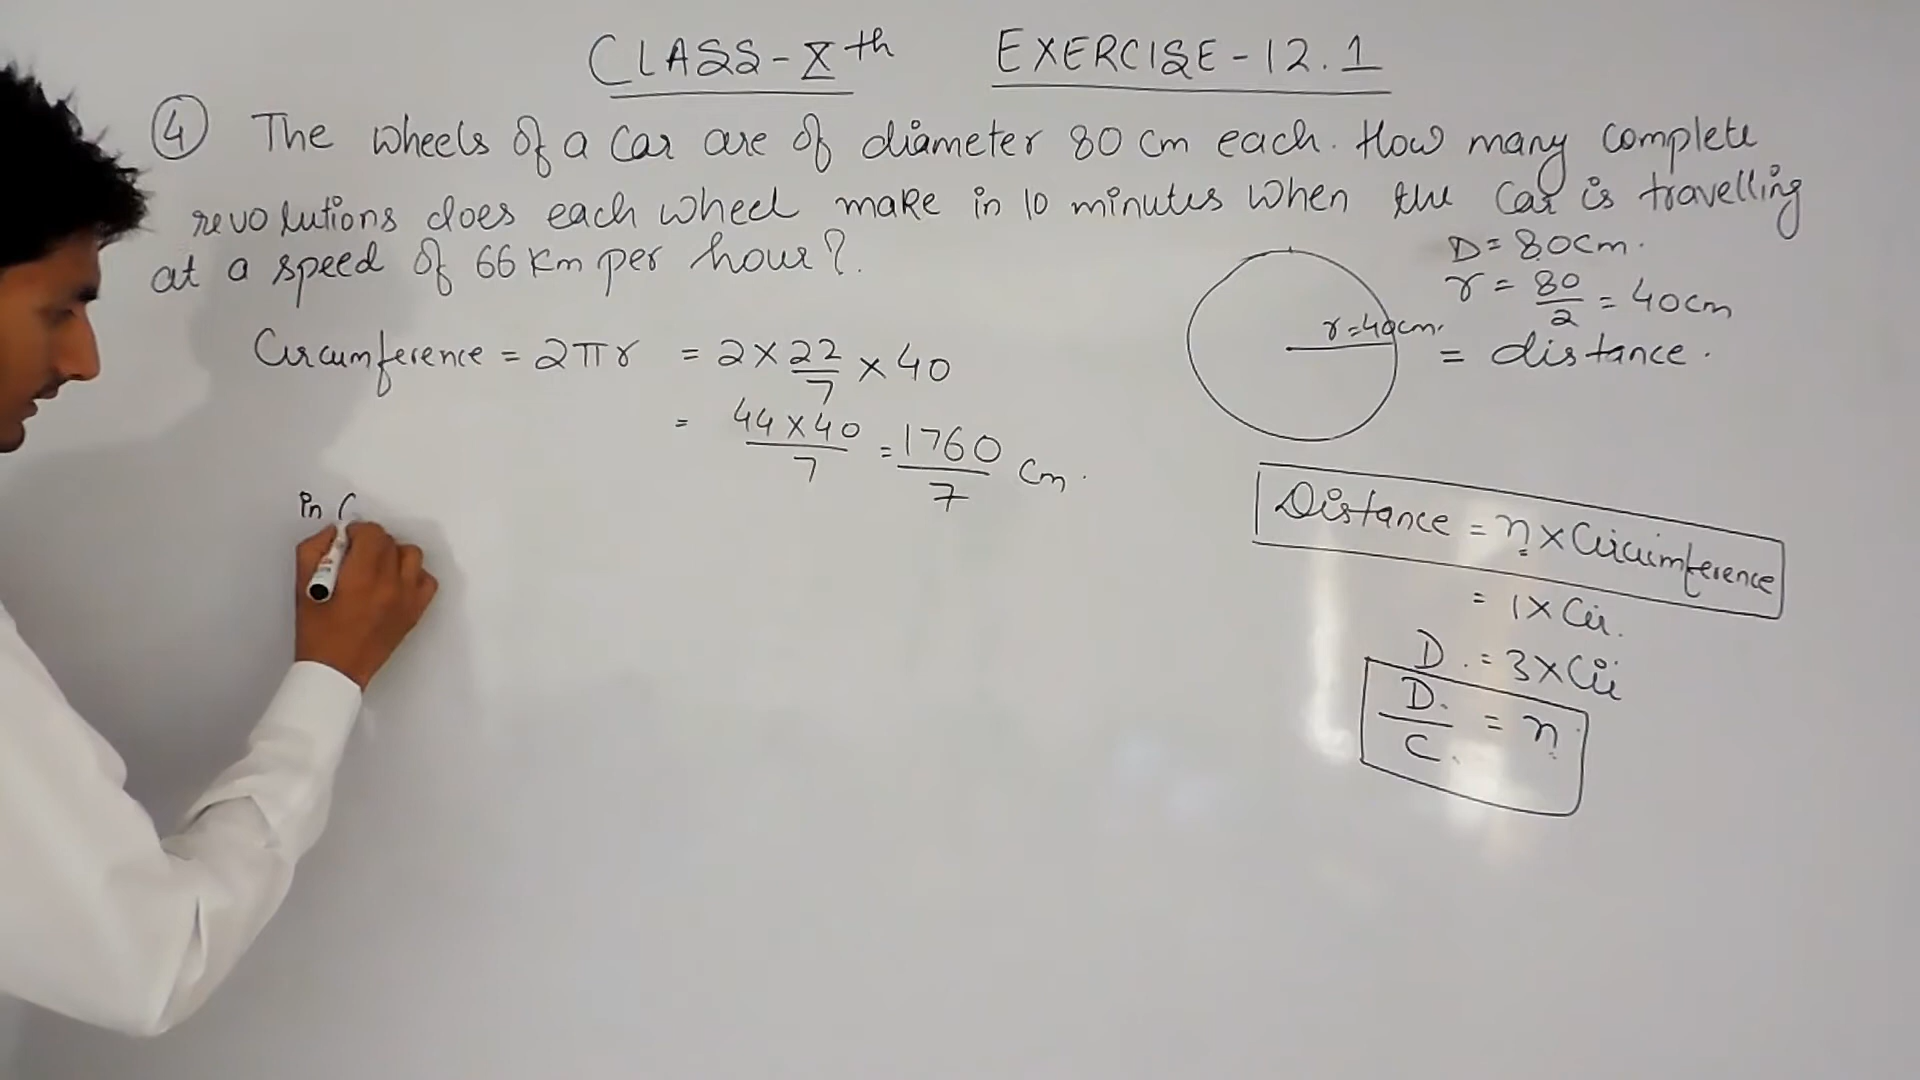 CLASS-Xth EXERCISE-12.1
④ The wheels of a car are of diameter 80 cm each. How many complete
revolutions does each wheel make in 10 minutes when the car is travelling
at a speed of 66 km per hour?
D = 80cm.
r = 80/2 = 40cm
r=40cm.
= distance.
Circumference = 2πr = 2 × 22/7 × 40
= 44×40/7 = 1760/7 cm.
in
Distance = n × Circumference
= 1 × Cir.
D. = 3 × Cir
D./C. = n